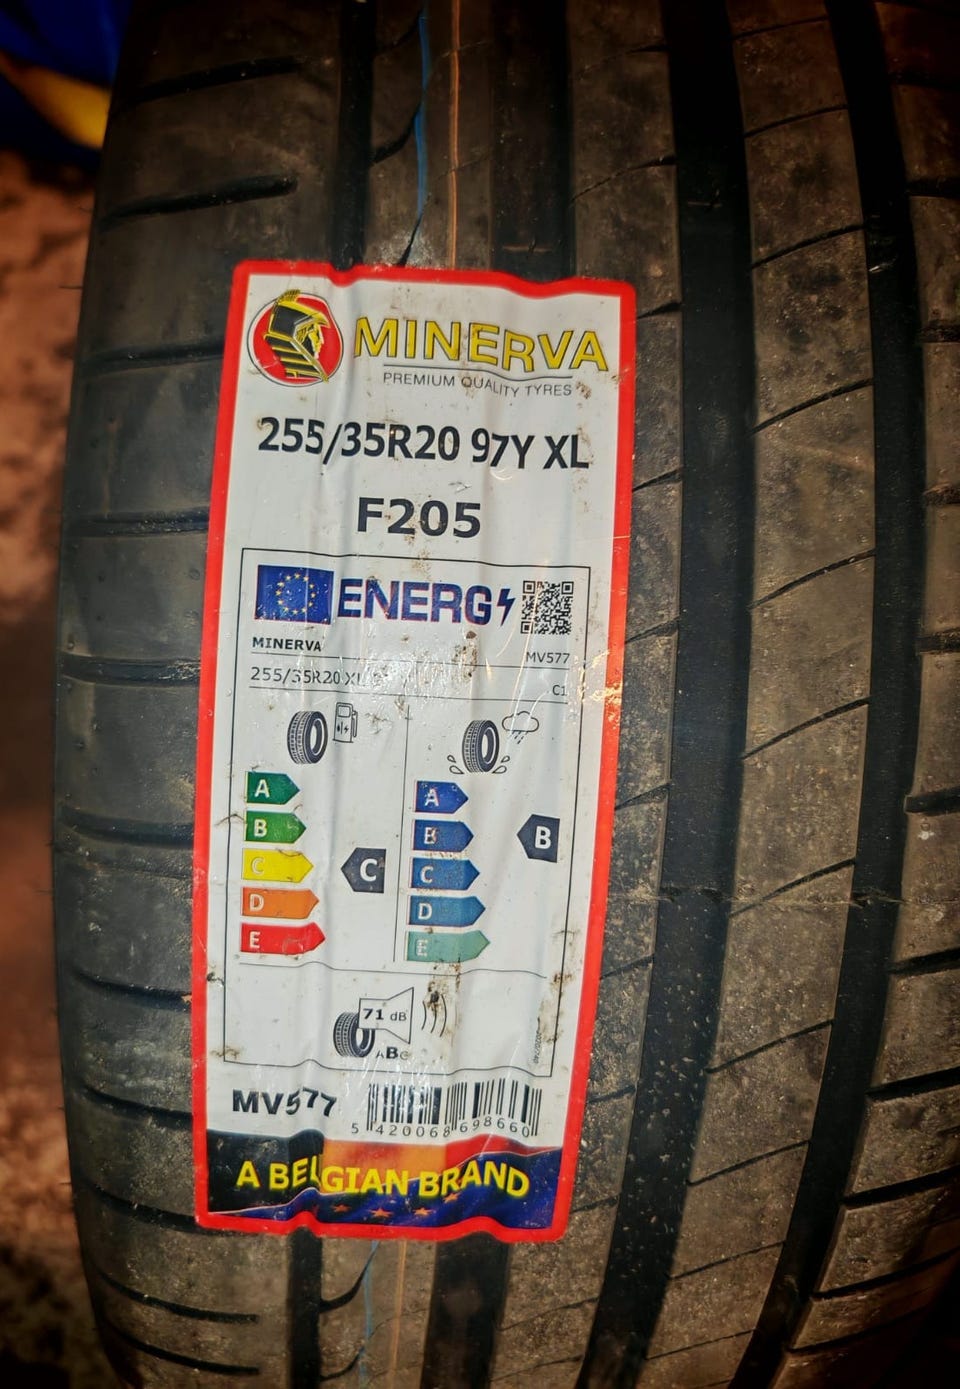 MINERVA
PREMIUM QUALITY TYRES
255/35R20 97Y XL
F205
ENERG
MINERVA MV577
255/35R20 XL C1
A A
B B B
C C C
D D
E E
71 dB
ABC
MV577
5 420068 698660
A BELGIAN BRAND